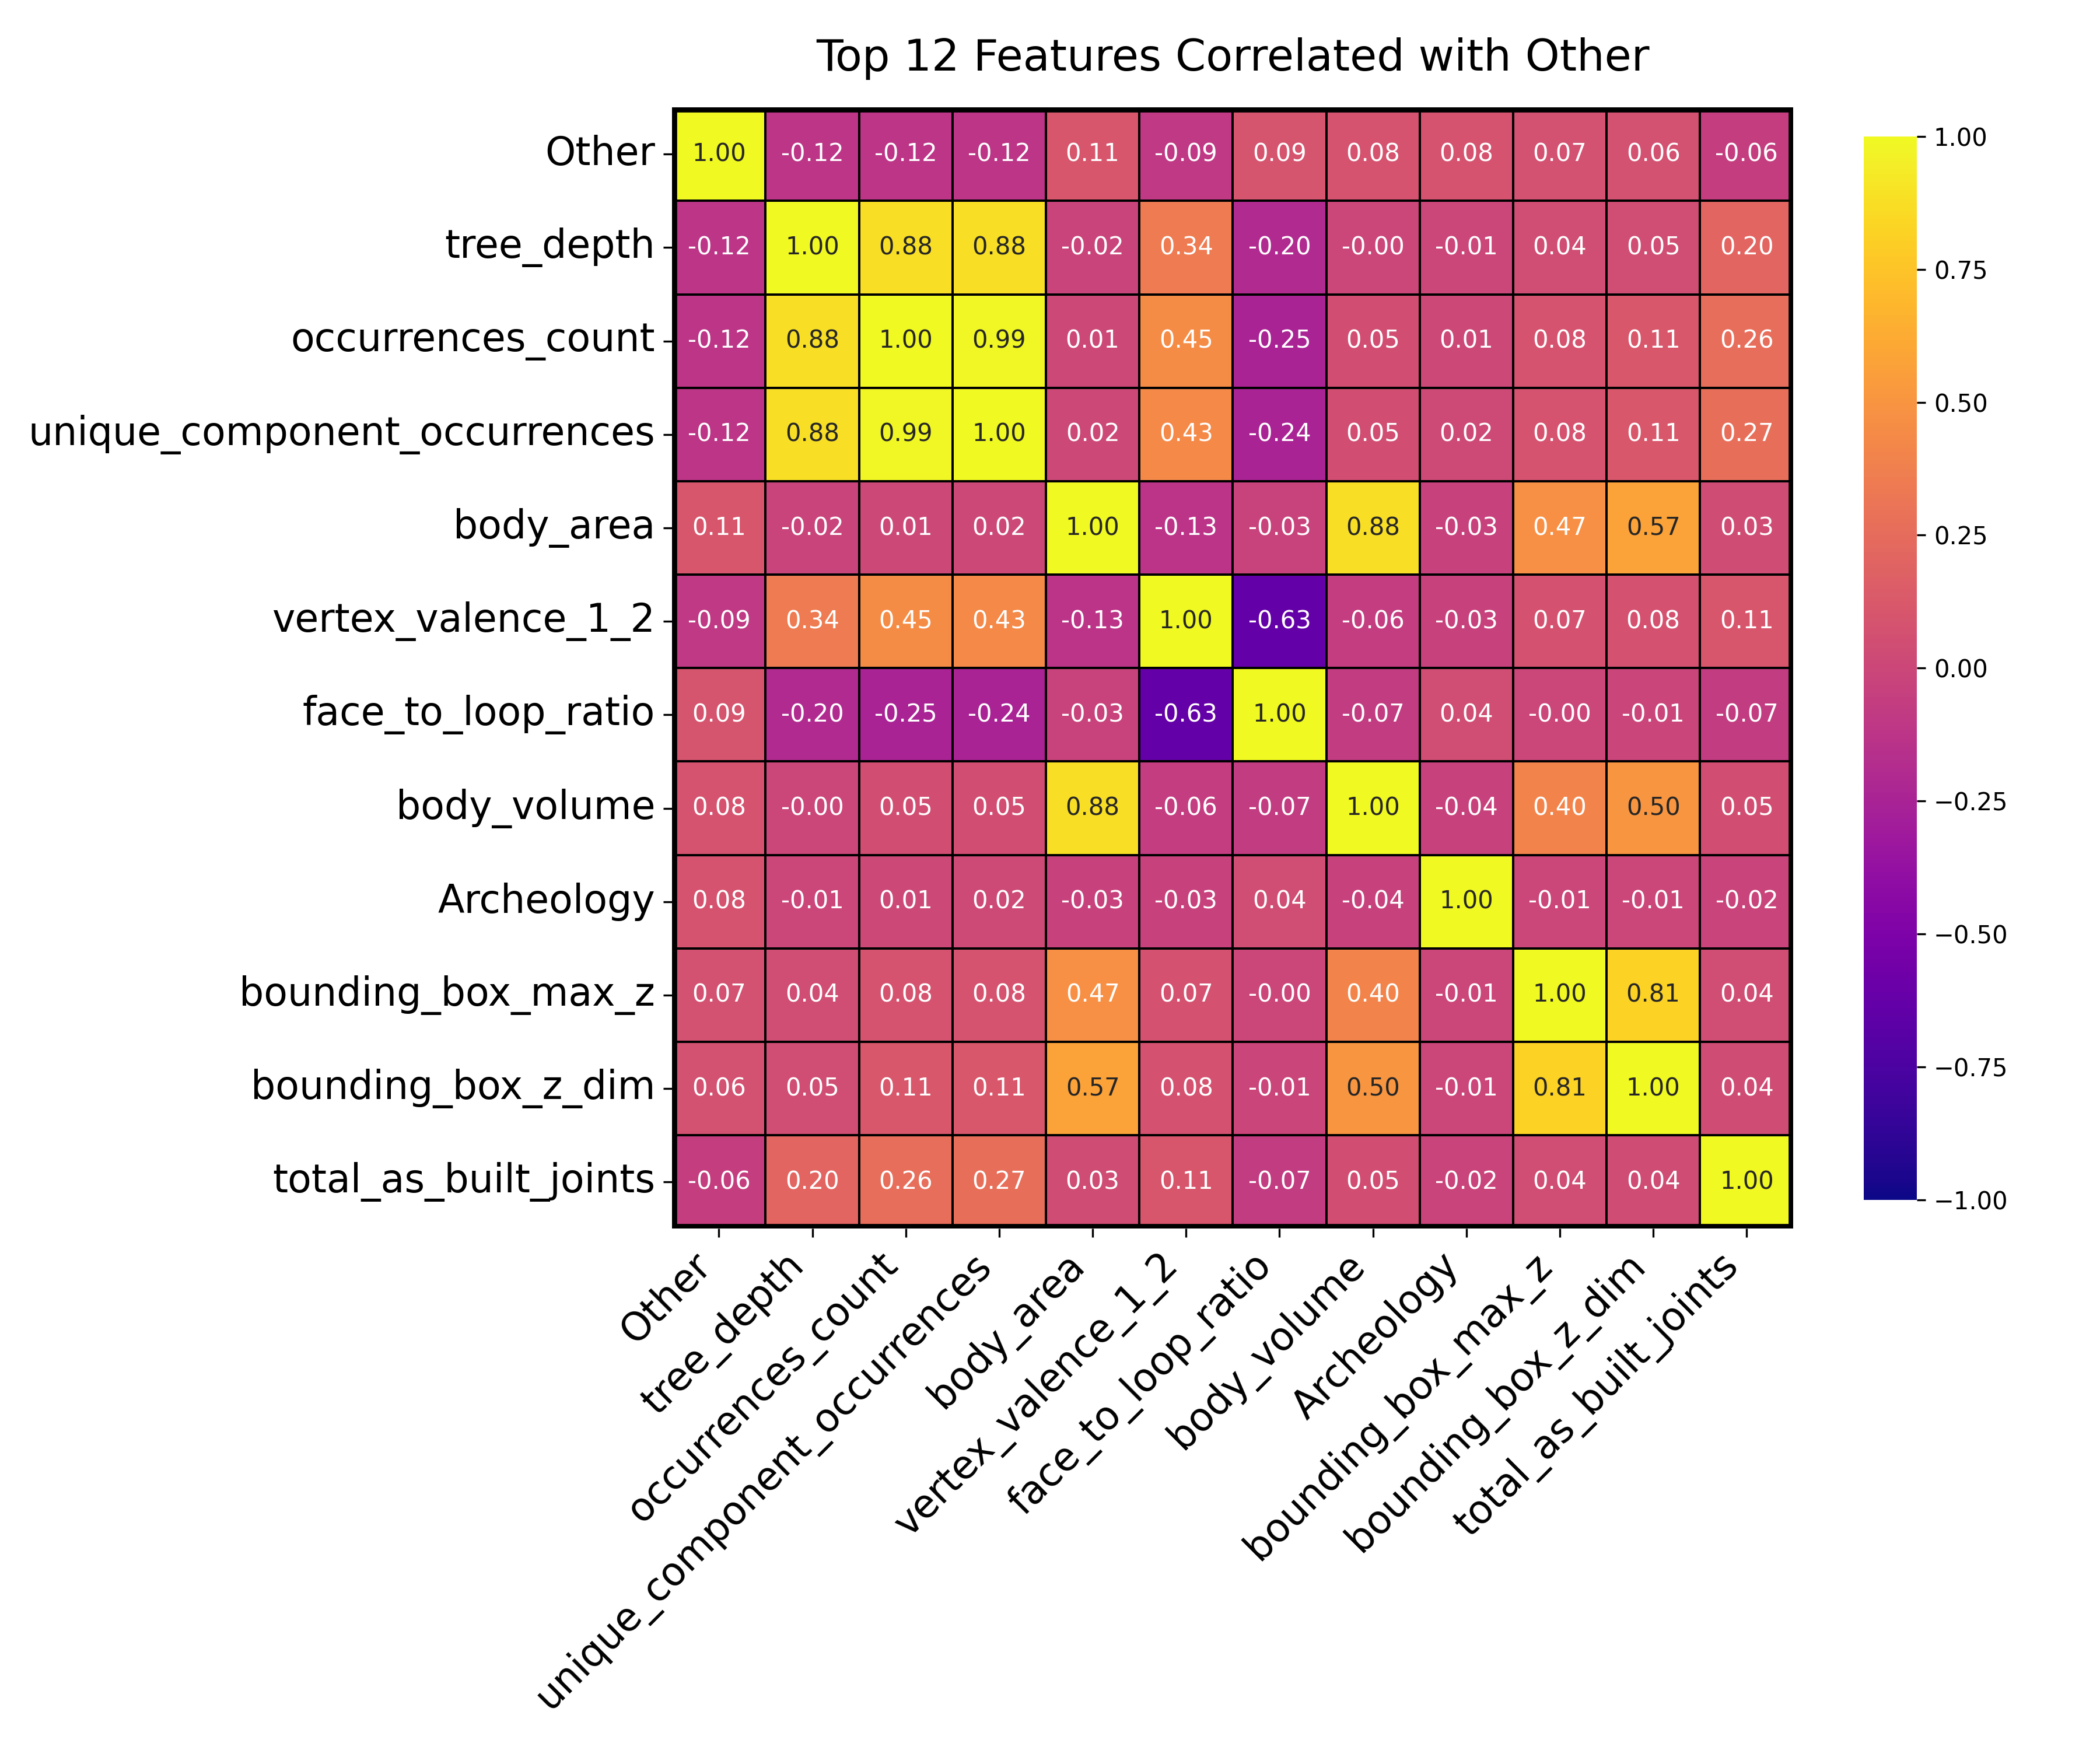 Top 12 Features Correlated with Other
Other 1.00 -0.12 -0.12 -0.12 0.11 -0.09 0.09 0.08 0.08 0.07 0.06 -0.06
tree_depth -0.12 1.00 0.88 0.88 -0.02 0.34 -0.20 -0.00 -0.01 0.04 0.05 0.20
occurrences_count -0.12 0.88 1.00 0.99 0.01 0.45 -0.25 0.05 0.01 0.08 0.11 0.26
unique_component_occurrences -0.12 0.88 0.99 1.00 0.02 0.43 -0.24 0.05 0.02 0.08 0.11 0.27
body_area 0.11 -0.02 0.01 0.02 1.00 -0.13 -0.03 0.88 -0.03 0.47 0.57 0.03
vertex_valence_1_2 -0.09 0.34 0.45 0.43 -0.13 1.00 -0.63 -0.06 -0.03 0.07 0.08 0.11
face_to_loop_ratio 0.09 -0.20 -0.25 -0.24 -0.03 -0.63 1.00 -0.07 0.04 -0.00 -0.01 -0.07
body_volume 0.08 -0.00 0.05 0.05 0.88 -0.06 -0.07 1.00 -0.04 0.40 0.50 0.05
Archeology 0.08 -0.01 0.01 0.02 -0.03 -0.03 0.04 -0.04 1.00 -0.01 -0.01 -0.02
bounding_box_max_z 0.07 0.04 0.08 0.08 0.47 0.07 -0.00 0.40 -0.01 1.00 0.81 0.04
bounding_box_z_dim 0.06 0.05 0.11 0.11 0.57 0.08 -0.01 0.50 -0.01 0.81 1.00 0.04
total_as_built_joints -0.06 0.20 0.26 0.27 0.03 0.11 -0.07 0.05 -0.02 0.04 0.04 1.00
Other
tree_depth
occurrences_count
unique_component_occurrences
body_area
vertex_valence_1_2
face_to_loop_ratio
body_volume
Archeology
bounding_box_max_z
bounding_box_z_dim
total_as_built_joints
1.00
0.75
0.50
0.25
0.00
−0.25
−0.50
−0.75
−1.00